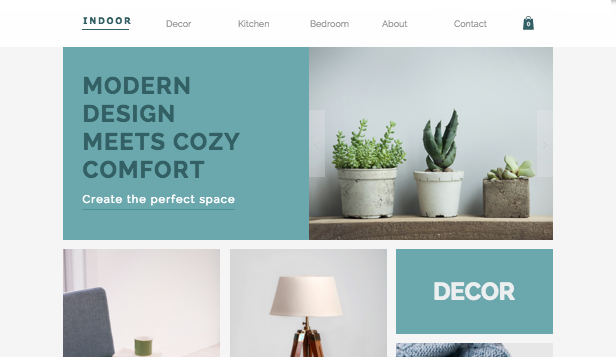 INDOOR
Decor
Kitchen
Bedroom
About
Contact
0
MODERN
DESIGN
MEETS COZY
COMFORT
Create the perfect space
DECOR